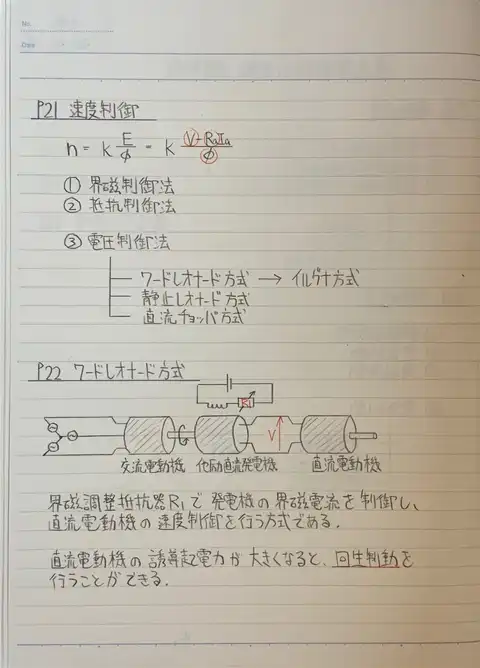 No.
Date
P21 速度制御
n = K E/φ = K (V-RaIa)/φ
① 界磁制御法
② 抵抗制御法
③ 電圧制御法
ワードレオナード方式 → イルグナ方式
静止レオナード方式
直流チョッパ方式
P22 ワードレオナード方式
R1
V
交流電動機 他励直流発電機 直流電動機
界磁調整抵抗器R1で発電機の界磁電流を制御し、
直流電動機の速度制御を行う方式である。
直流電動機の誘導起電力が大きくなると、回生制動を
行うことができる。